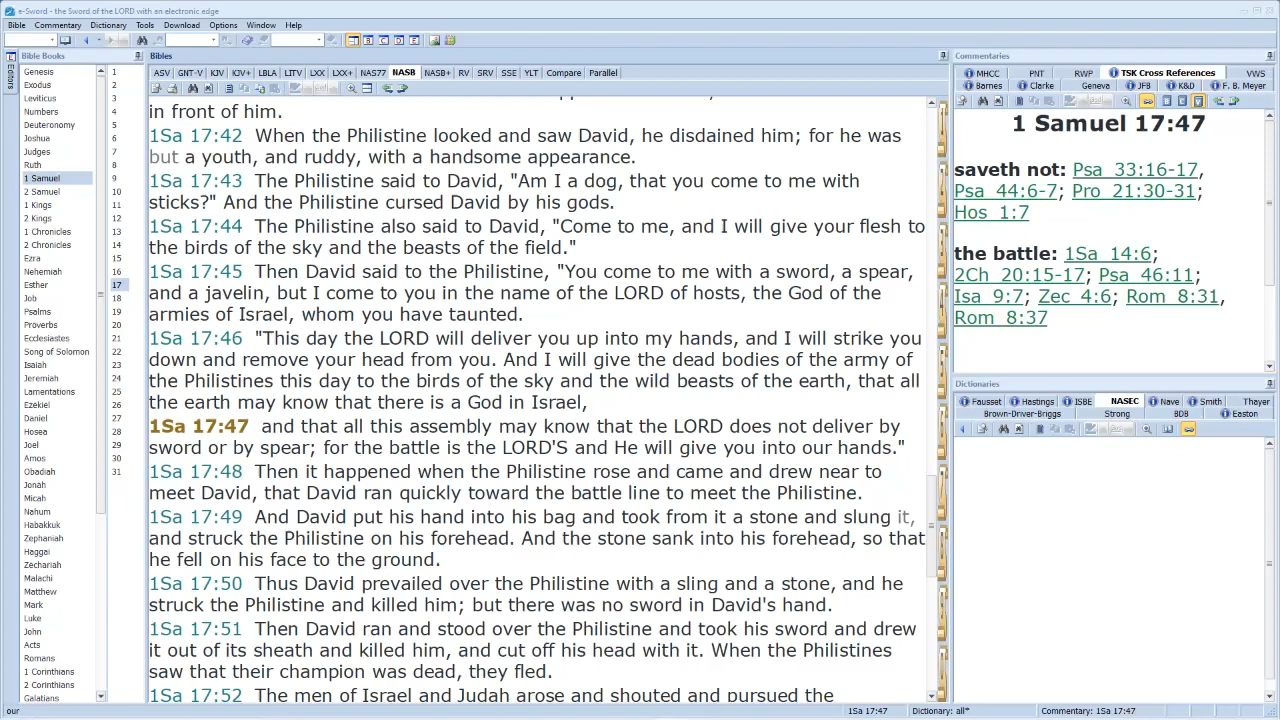 e-Sword - the Sword of the LORD with an electronic edge
Bible Commentary Dictionary Tools Download Options Window Help
Editors
Bible Books
Genesis
Exodus
Leviticus
Numbers
Deuteronomy
Joshua
Judges
Ruth
1 Samuel
2 Samuel
1 Kings
2 Kings
1 Chronicles
2 Chronicles
Ezra
Nehemiah
Esther
Job
Psalms
Proverbs
Ecclesiastes
Song of Solomon
Isaiah
Jeremiah
Lamentations
Ezekiel
Daniel
Hosea
Joel
Amos
Obadiah
Jonah
Micah
Nahum
Habakkuk
Zephaniah
Haggai
Zechariah
Malachi
Matthew
Mark
Luke
John
Acts
Romans
1 Corinthians
2 Corinthians
Galatians
1
2
3
4
5
6
7
8
9
10
11
12
13
14
15
16
17
18
19
20
21
22
23
24
25
26
27
28
29
30
31
Bibles
ASV GNT-V KJV KJV+ LBLA LITV LXX LXX+ NAS77 NASB NASB+ RV SRV SSE YLT Compare Parallel
in front of him.
1Sa 17:42 When the Philistine looked and saw David, he disdained him; for he was
but a youth, and ruddy, with a handsome appearance.
1Sa 17:43 The Philistine said to David, "Am I a dog, that you come to me with
sticks?" And the Philistine cursed David by his gods.
1Sa 17:44 The Philistine also said to David, "Come to me, and I will give your flesh to
the birds of the sky and the beasts of the field."
1Sa 17:45 Then David said to the Philistine, "You come to me with a sword, a spear,
and a javelin, but I come to you in the name of the LORD of hosts, the God of the
armies of Israel, whom you have taunted.
1Sa 17:46 "This day the LORD will deliver you up into my hands, and I will strike you
down and remove your head from you. And I will give the dead bodies of the army of
the Philistines this day to the birds of the sky and the wild beasts of the earth, that all
the earth may know that there is a God in Israel,
1Sa 17:47 and that all this assembly may know that the LORD does not deliver by
sword or by spear; for the battle is the LORD'S and He will give you into our hands."
1Sa 17:48 Then it happened when the Philistine rose and came and drew near to
meet David, that David ran quickly toward the battle line to meet the Philistine.
1Sa 17:49 And David put his hand into his bag and took from it a stone and slung it,
and struck the Philistine on his forehead. And the stone sank into his forehead, so that
he fell on his face to the ground.
1Sa 17:50 Thus David prevailed over the Philistine with a sling and a stone, and he
struck the Philistine and killed him; but there was no sword in David's hand.
1Sa 17:51 Then David ran and stood over the Philistine and took his sword and drew
it out of its sheath and killed him, and cut off his head with it. When the Philistines
saw that their champion was dead, they fled.
1Sa 17:52 The men of Israel and Judah arose and shouted and pursued the
Commentaries
MHCC PNT RWP TSK Cross References VWS
Barnes Clarke Geneva JFB K&D F. B. Meyer
1 Samuel 17:47
saveth not: Psa 33:16-17,
Psa 44:6-7; Pro 21:30-31;
Hos 1:7
the battle: 1Sa 14:6;
2Ch 20:15-17; Psa 46:11;
Isa 9:7; Zec 4:6; Rom 8:31,
Rom 8:37
Dictionaries
Fausset Hastings ISBE NASEC Nave Smith Thayer
Brown-Driver-Briggs Strong BDB Easton
our
1Sa 17:47
Dictionary: all*
Commentary: 1Sa 17:47